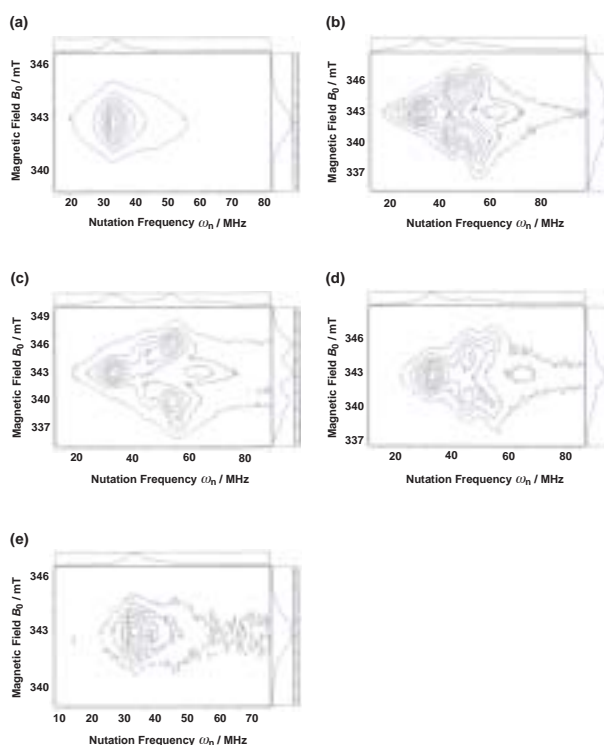 (a)
Magnetic Field B₀ / mT
346
343
340
20 30 40 50 60 70 80
Nutation Frequency ωₙ / MHz
(b)
Magnetic Field B₀ / mT
346
343
340
337
20 40 60 80
Nutation Frequency ωₙ / MHz
(c)
Magnetic Field B₀ / mT
349
346
343
340
337
20 40 60 80
Nutation Frequency ωₙ / MHz
(d)
Magnetic Field B₀ / mT
349
346
343
340
337
20 40 60 80
Nutation Frequency ωₙ / MHz
(e)
Magnetic Field B₀ / mT
346
343
340
10 20 30 40 50 60 70
Nutation Frequency ωₙ / MHz